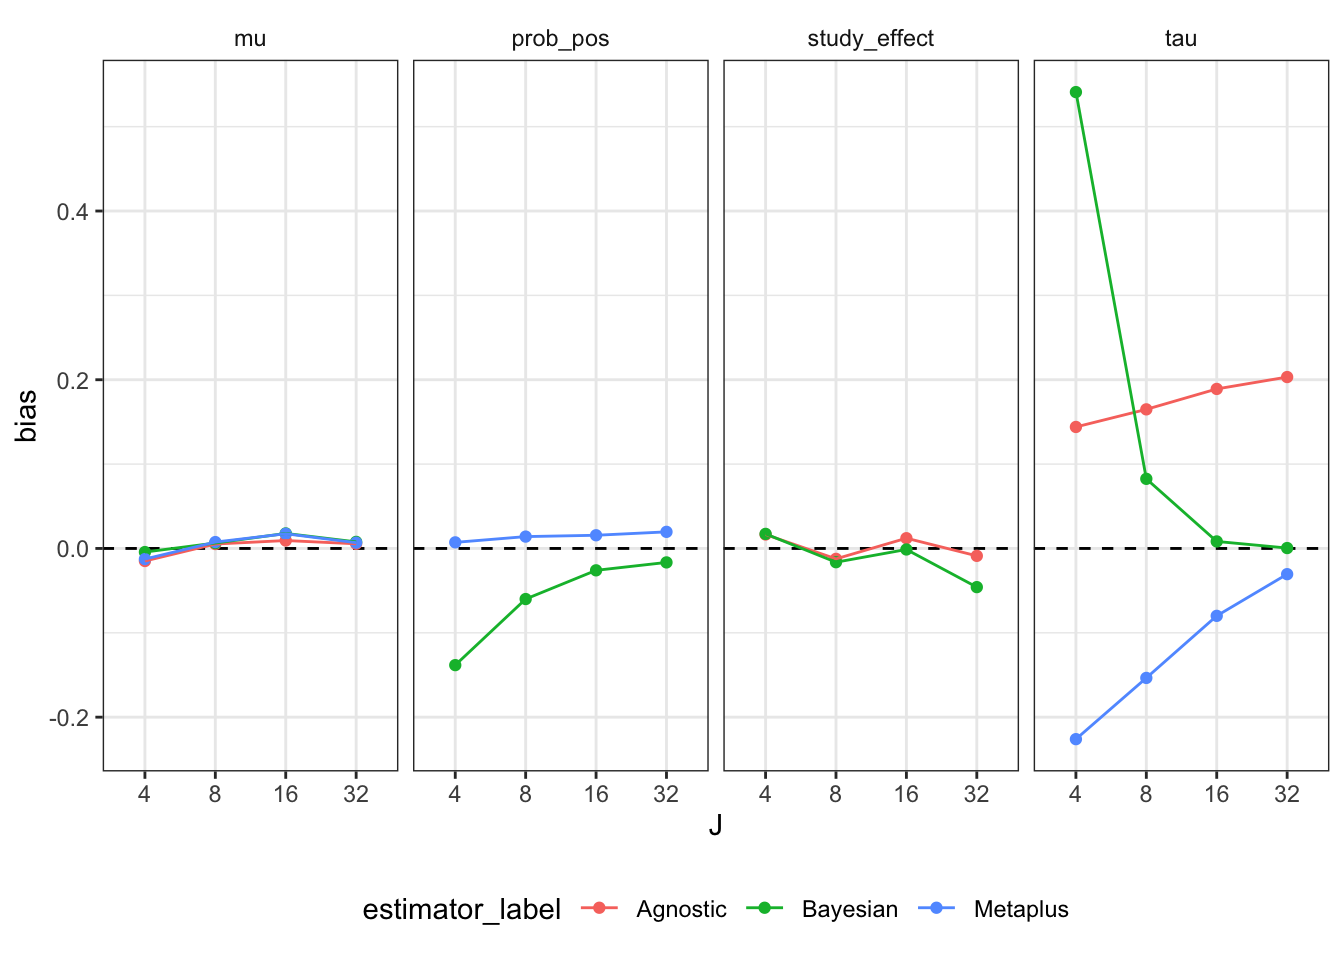 mu prob_pos study_effect tau
0.4
0.2
0.0
-0.2
bias
4 8 16 32 4 8 16 32 4 8 16 32 4 8 16 32
J
estimator_label Agnostic Bayesian Metaplus